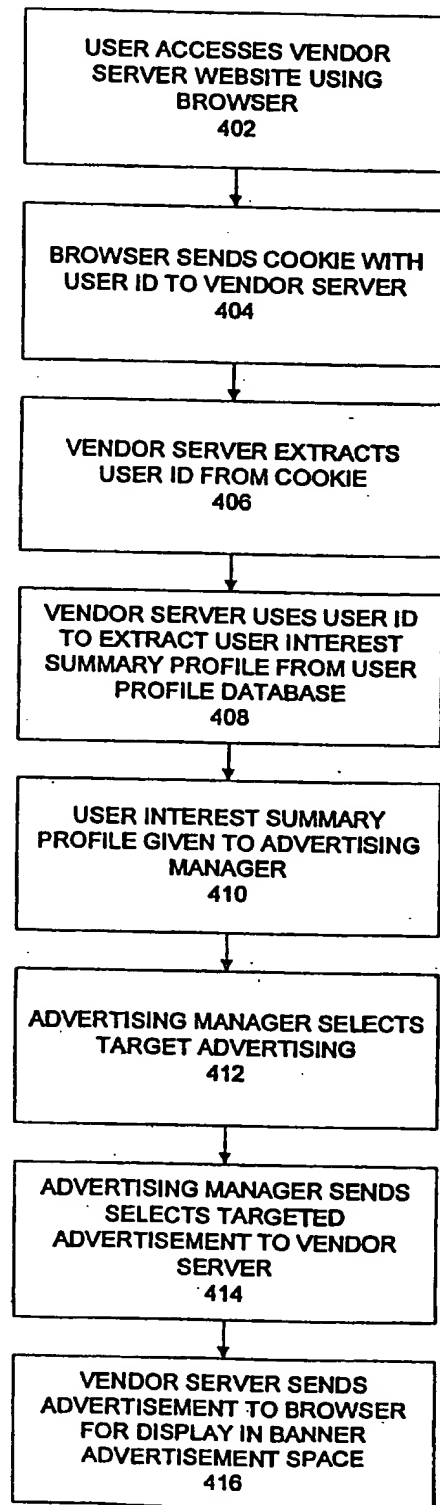 USER ACCESSES VENDOR
SERVER WEBSITE USING
BROWSER
402
BROWSER SENDS COOKIE WITH
USER ID TO VENDOR SERVER
404
VENDOR SERVER EXTRACTS
USER ID FROM COOKIE
406
VENDOR SERVER USES USER ID
TO EXTRACT USER INTEREST
SUMMARY PROFILE FROM USER
PROFILE DATABASE
408
USER INTEREST SUMMARY
PROFILE GIVEN TO ADVERTISING
MANAGER
410
ADVERTISING MANAGER SELECTS
TARGET ADVERTISING
412
ADVERTISING MANAGER SENDS
SELECTS TARGETED
ADVERTISEMENT TO VENDOR
SERVER
414
VENDOR SERVER SENDS
ADVERTISEMENT TO BROWSER
FOR DISPLAY IN BANNER
ADVERTISEMENT SPACE
416